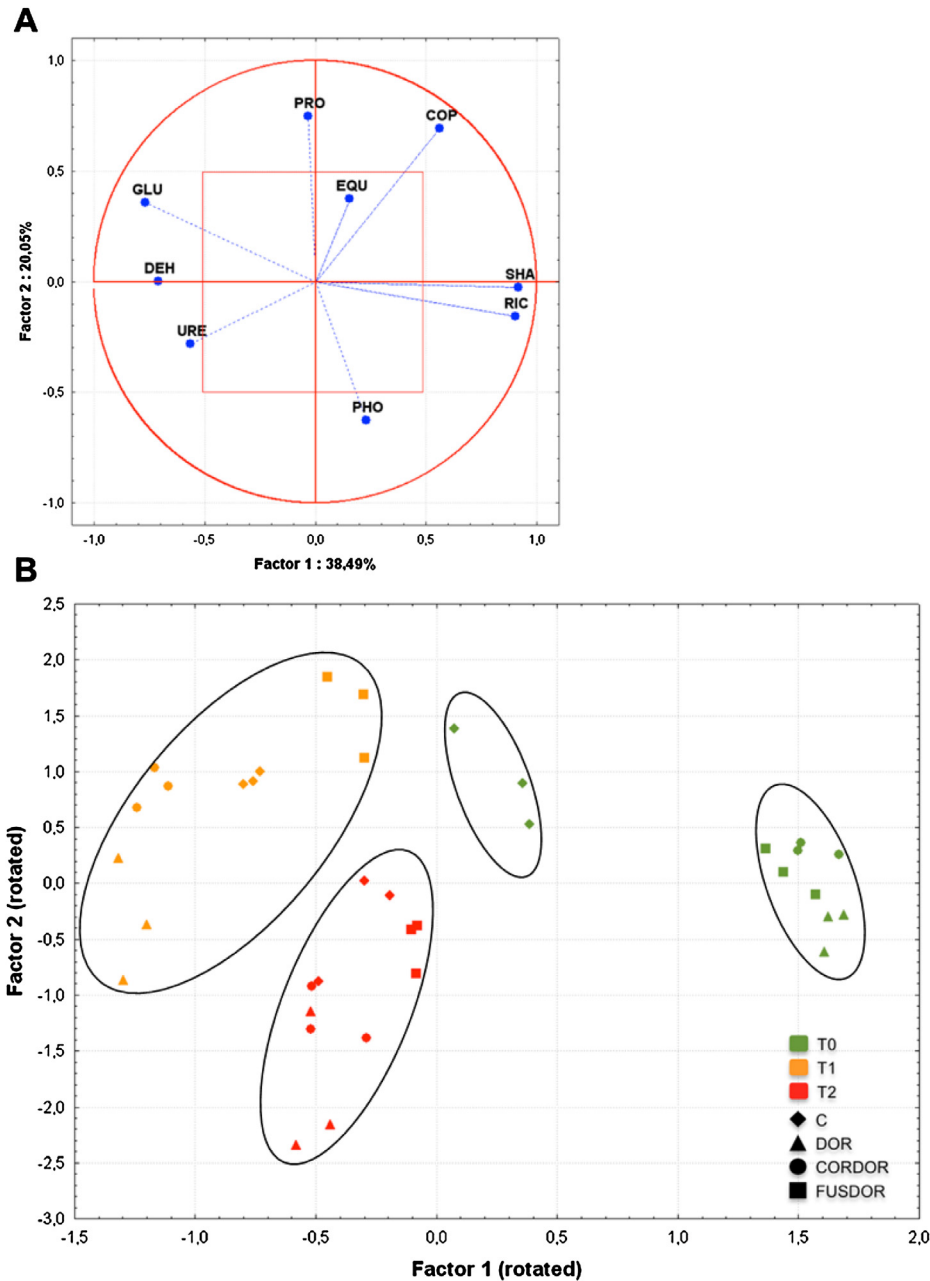 A
1,0
PRO
COP
0,5
EQU
GLU
DEH
0,0
SHA
RIC
URE
-0,5
PHO
-1,0
-1,0 -0,5 0,0 0,5 1,0
Factor 2 : 20,05%
Factor 1 : 38,49%
B
2,5
2,0
1,5
1,0
0,5
0,0
-0,5
-1,0
-1,5
-2,0
-2,5
-3,0
Factor 2 (rotated)
T0
T1
T2
C
DOR
CORDOR
FUSDOR
-1,5 -1,0 -0,5 0,0 0,5 1,0 1,5 2,0
Factor 1 (rotated)